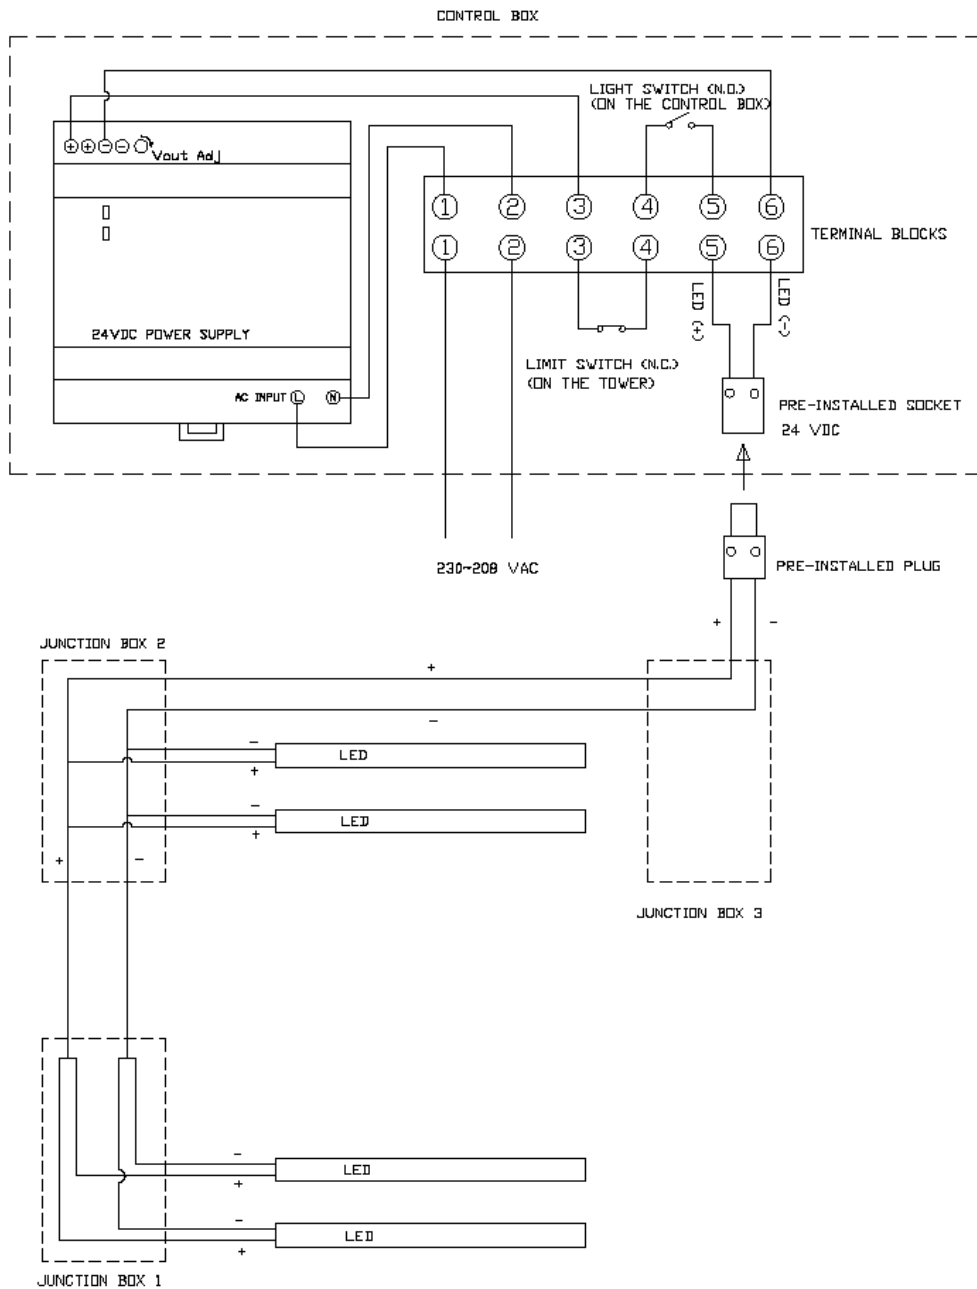 CONTROL BOX
LIGHT SWITCH (N.O.)
(ON THE CONTROL BOX)
+ + - -
Vout Adj
1 2 3 4 5 6
1 2 3 4 5 6
TERMINAL BLOCKS
LED (+)
LED (-)
24VDC POWER SUPPLY
LIMIT SWITCH (N.C.)
(ON THE TOWER)
AC INPUT L N
PRE-INSTALLED SOCKET
24 VDC
230~208 VAC
PRE-INSTALLED PLUG
+ -
JUNCTION BOX 2
+
-
- LED
+
- LED
+
+ -
JUNCTION BOX 3
- LED
+
- LED
+
JUNCTION BOX 1